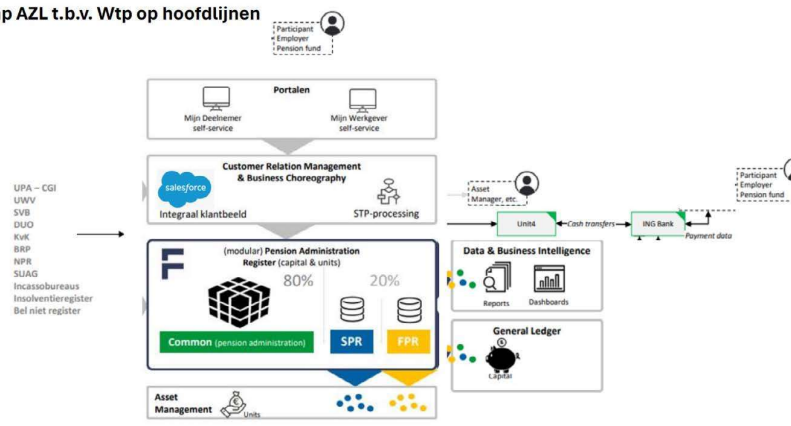 ap AZL t.b.v. Wtp op hoofdlijnen
Participant
Employer
Pension fund
Portalen
Mijn Deelnemer
self-service
Mijn Werkgever
self-service
Customer Relation Management
& Business Choreography
salesforce
Integraal klantbeeld
STP-processing
UPA – CGI
UWV
SVB
DUO
KvK
BRP
NPR
SUAG
Incassobureaus
Insolventieregister
Bel niet register
Asset
Manager, etc.
Unit4
Cash transfers
ING Bank
Payment data
Participant
Employer
Pension fund
(modular) Pension Administration
Register (capital & units)
80%
20%
Common (pension administration)
SPR
FPR
Data & Business Intelligence
Reports
Dashboards
General Ledger
Capital
Asset
Management
Units